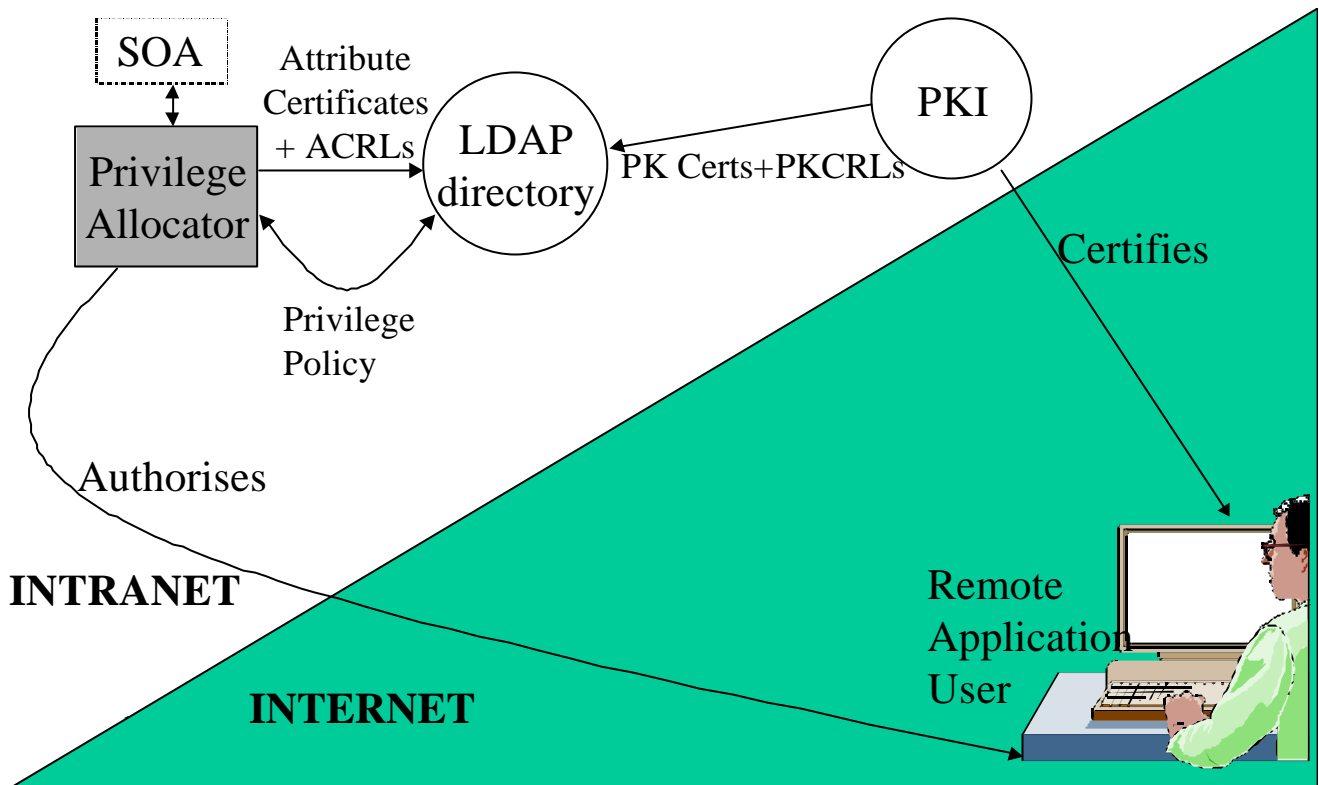 SOA
Attribute
Certificates
+ ACRLs
Privilege
Allocator
LDAP
directory
PKI
PK Certs+PKCRLs
Certifies
Privilege
Policy
Authorises
INTRANET
Remote
Application
User
INTERNET